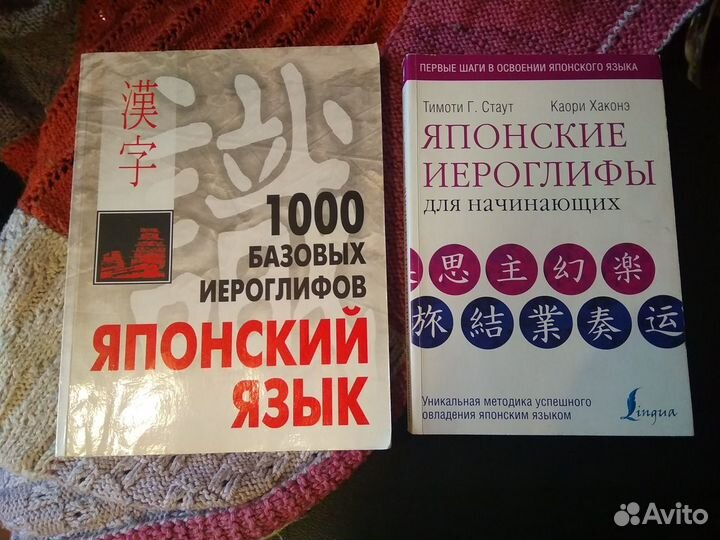 漢字
識
1000
БАЗОВЫХ
ИЕРОГЛИФОВ
ЯПОНСКИЙ
ЯЗЫК
ПЕРВЫЕ ШАГИ В ОСВОЕНИИ ЯПОНСКОГО ЯЗЫКА
Тимоти Г. Стаут Каори Хаконэ
ЯПОНСКИЕ
ИЕРОГЛИФЫ
для начинающих
思主幻楽
旅結業奏运
Уникальная методика успешного
овладения японским языком
Lingua
Avito